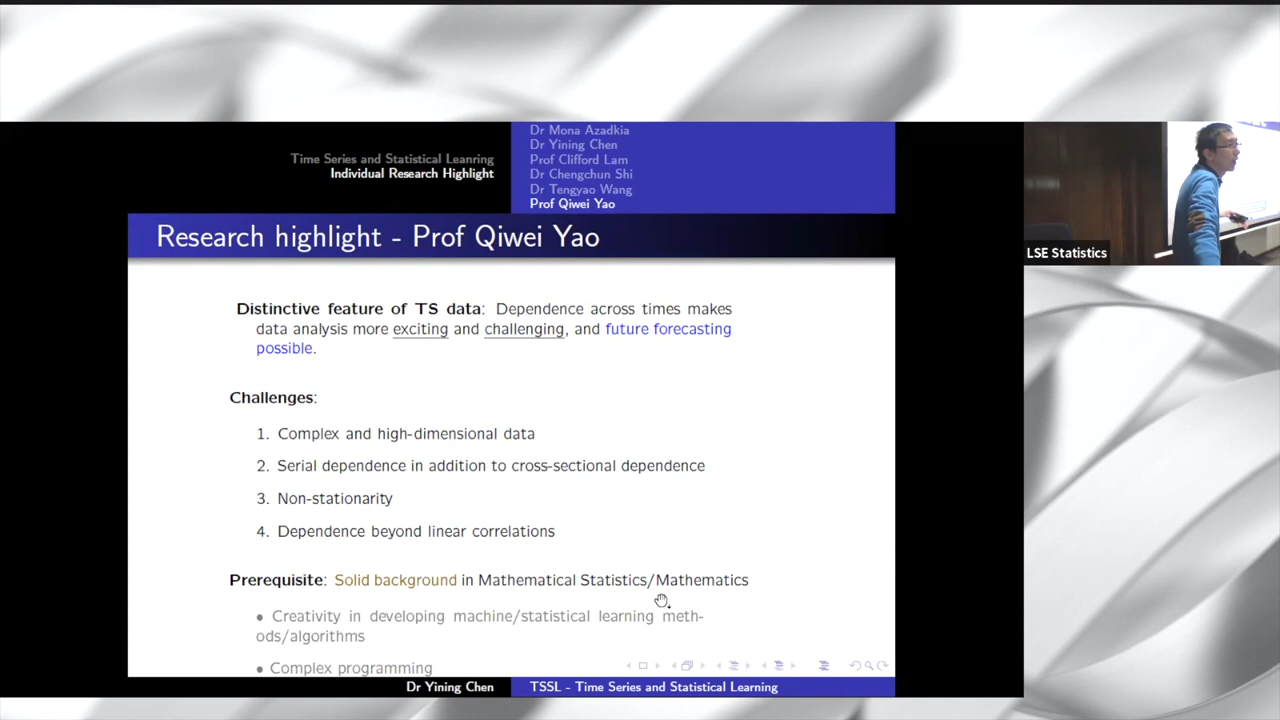 Time Series and Statistical Leanring
Individual Research Highlight
Dr Mona Azadkia
Dr Yining Chen
Prof Clifford Lam
Dr Chengchun Shi
Dr Tengyao Wang
Prof Qiwei Yao
Research highlight - Prof Qiwei Yao
LSE Statistics
Distinctive feature of TS data: Dependence across times makes
data analysis more exciting and challenging, and future forecasting
possible.
Challenges:
1. Complex and high-dimensional data
2. Serial dependence in addition to cross-sectional dependence
3. Non-stationarity
4. Dependence beyond linear correlations
Prerequisite: Solid background in Mathematical Statistics/Mathematics
• Creativity in developing machine/statistical learning meth-
ods/algorithms
• Complex programming
Dr Yining Chen
TSSL - Time Series and Statistical Learning